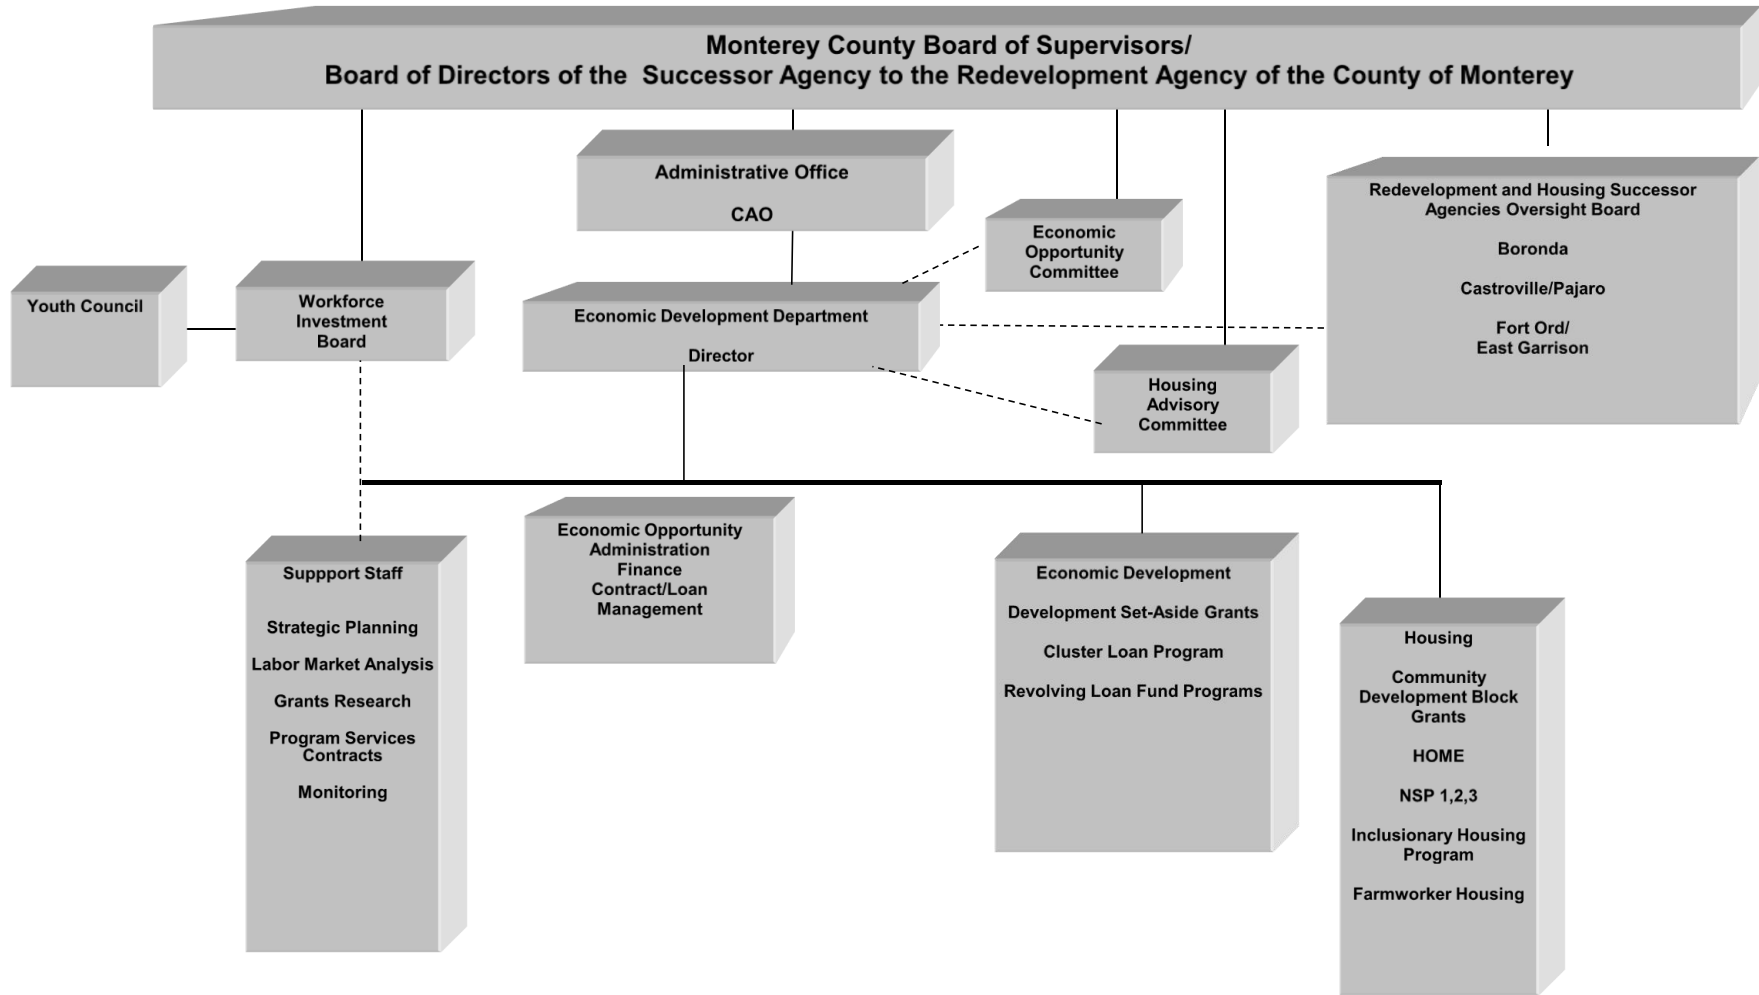 Monterey County Board of Supervisors/
Board of Directors of the Successor Agency to the Redevelopment Agency of the County of Monterey
Administrative Office
CAO
Redevelopment and Housing Successor
Agencies Oversight Board
Boronda
Castroville/Pajaro
Fort Ord/
East Garrison
Economic
Opportunity
Committee
Youth Council
Workforce
Investment
Board
Economic Development Department
Director
Housing
Advisory
Committee
Suppport Staff
Strategic Planning
Labor Market Analysis
Grants Research
Program Services
Contracts
Monitoring
Economic Opportunity
Administration
Finance
Contract/Loan
Management
Economic Development
Development Set-Aside Grants
Cluster Loan Program
Revolving Loan Fund Programs
Housing
Community
Development Block
Grants
HOME
NSP 1,2,3
Inclusionary Housing
Program
Farmworker Housing